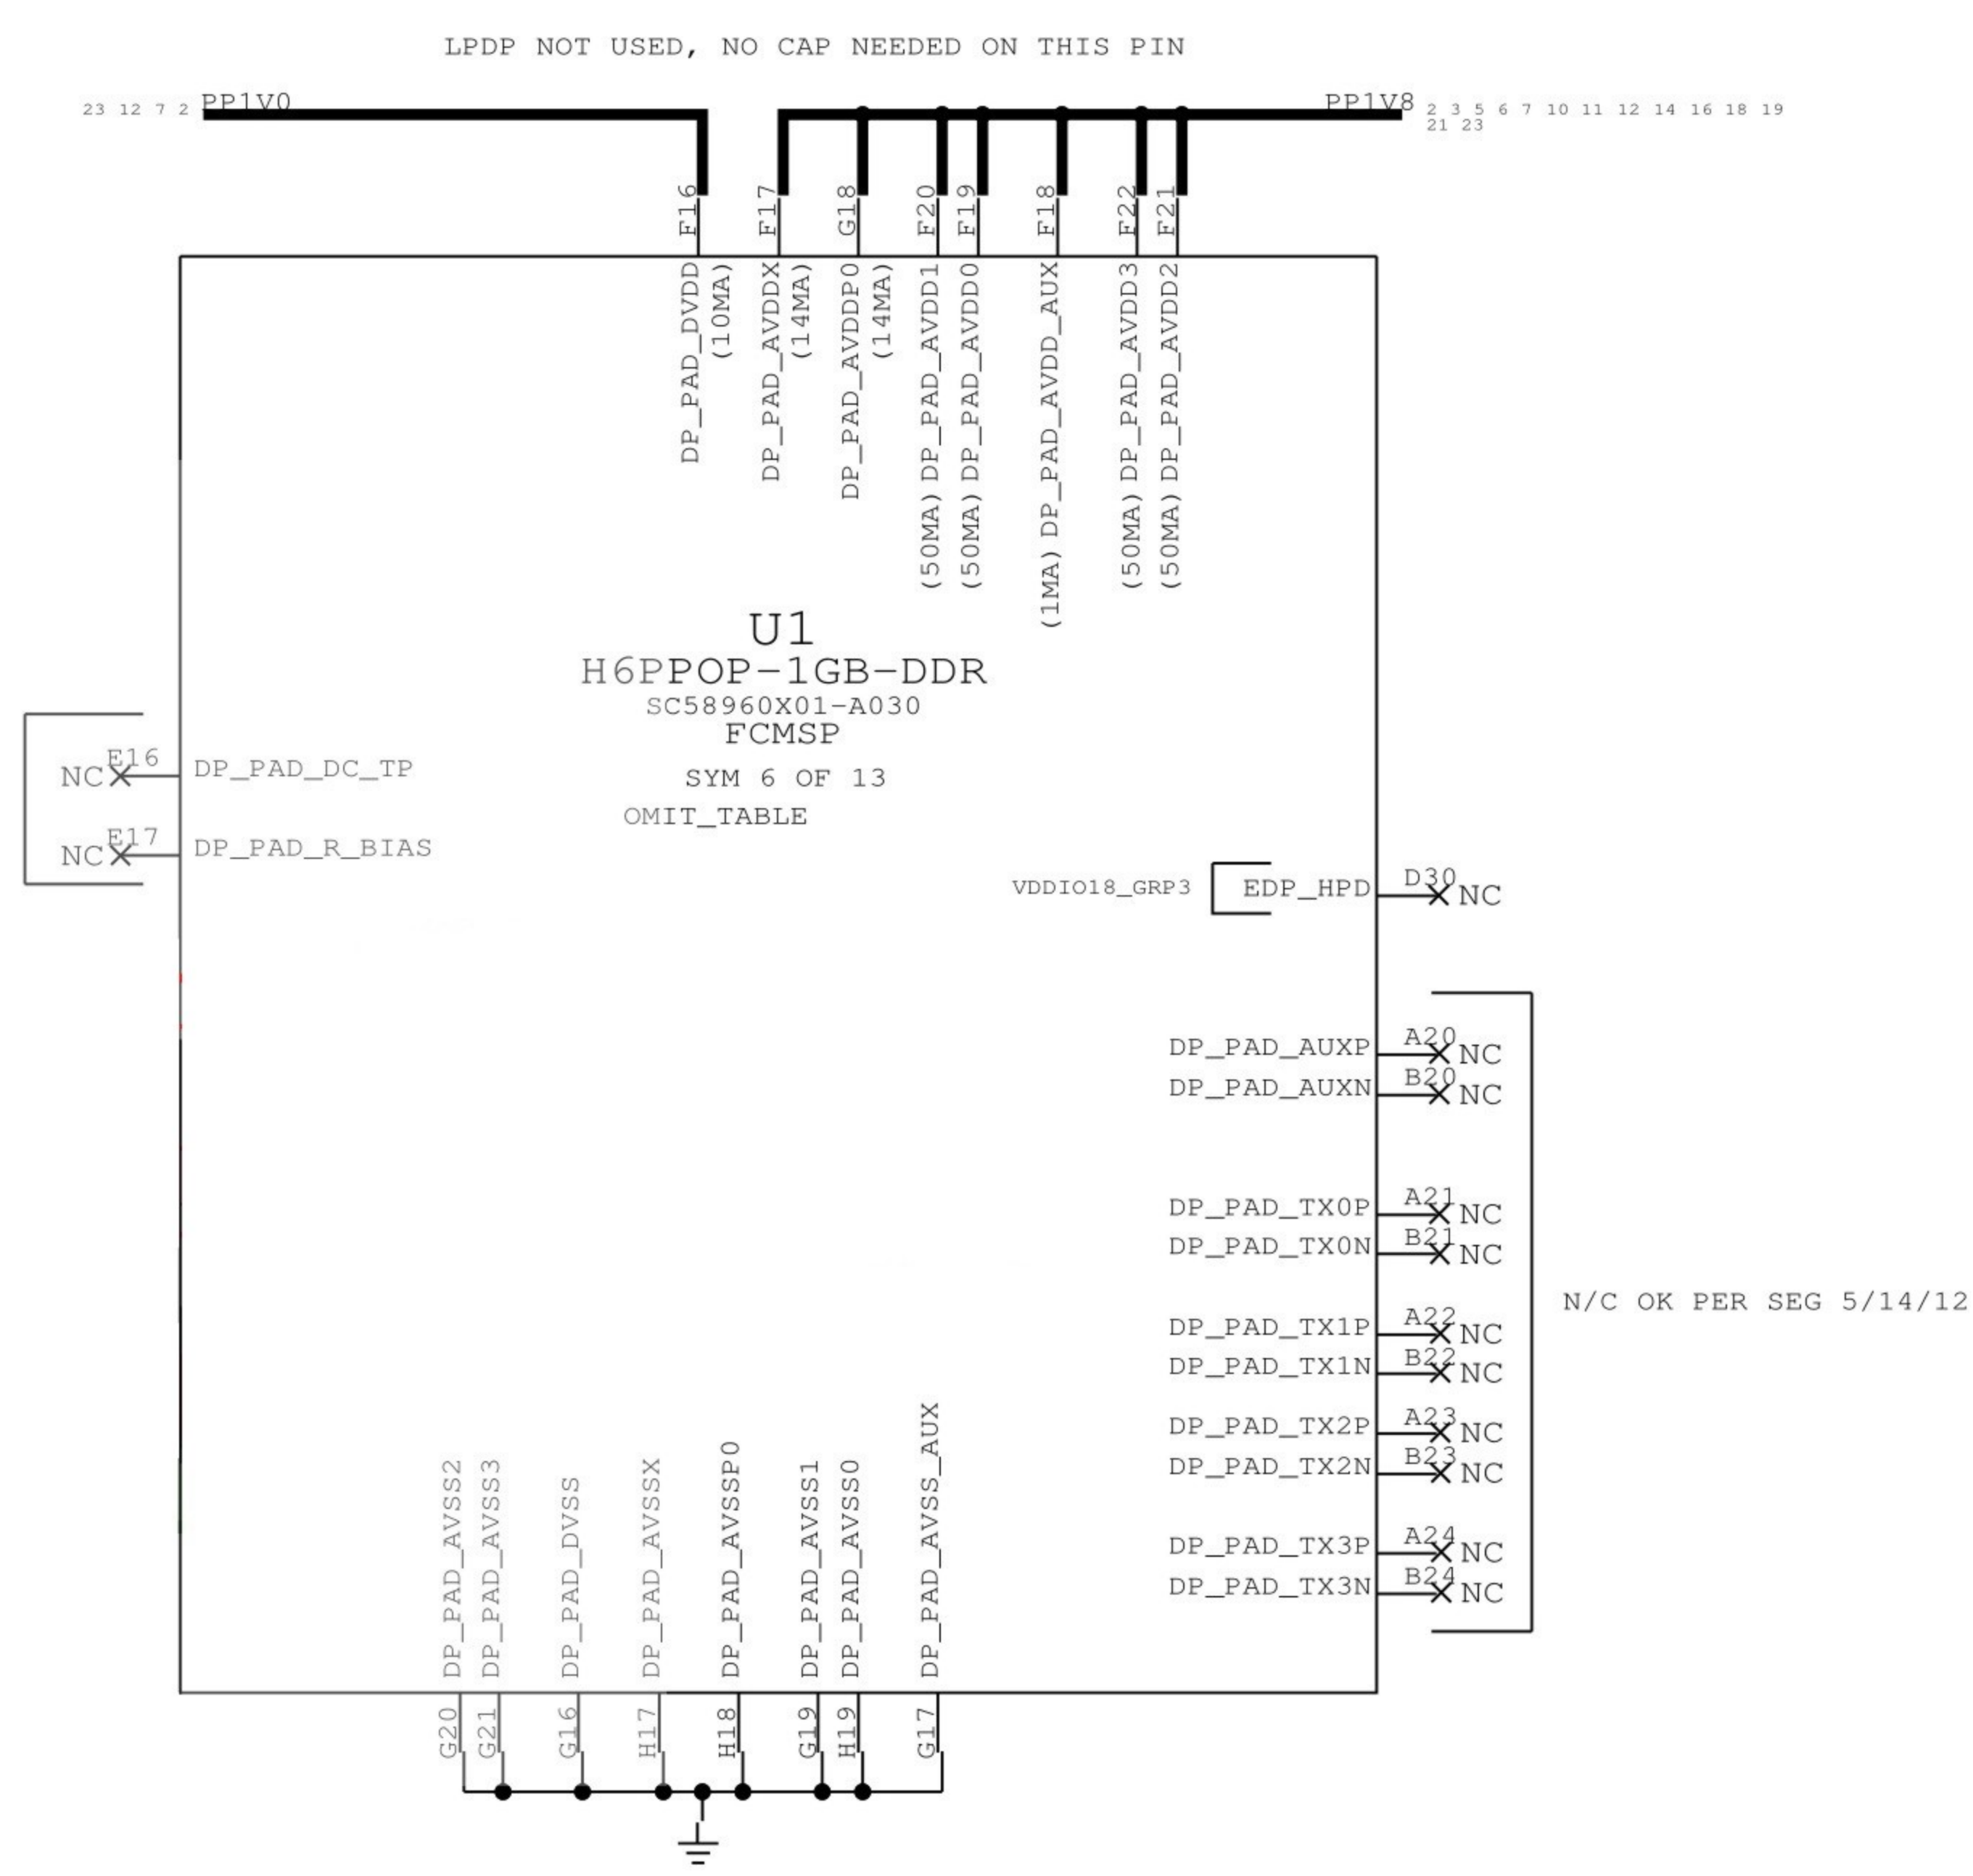 LPDP NOT USED, NO CAP NEEDED ON THIS PIN
23 12 7 2 PP1V0
PP1V8 2 3 5 6 7 10 11 12 14 16 18 19
21 23
F16
F17
G18
F20
F19
F18
F22
F21
DP_PAD_DVDD
(10MA)
DP_PAD_AVDDX
(14MA)
DP_PAD_AVDDP0
(14MA)
(50MA) DP_PAD_AVDD1
(50MA) DP_PAD_AVDD0
(1MA) DP_PAD_AVDD_AUX
(50MA) DP_PAD_AVDD3
(50MA) DP_PAD_AVDD2
U1
H6PPOP-1GB-DDR
SC58960X01-A030
FCMSP
SYM 6 OF 13
OMIT_TABLE
NC E16 DP_PAD_DC_TP
NC E17 DP_PAD_R_BIAS
VDDIO18_GRP3 EDP_HPD D30 NC
DP_PAD_AUXP A20 NC
DP_PAD_AUXN B20 NC
DP_PAD_TX0P A21 NC
DP_PAD_TX0N B21 NC
N/C OK PER SEG 5/14/12
DP_PAD_TX1P A22 NC
DP_PAD_TX1N B22 NC
DP_PAD_TX2P A23 NC
DP_PAD_TX2N B23 NC
DP_PAD_TX3P A24 NC
DP_PAD_TX3N B24 NC
DP_PAD_AVSS2
DP_PAD_AVSS3
DP_PAD_DVSS
DP_PAD_AVSSX
DP_PAD_AVSSP0
DP_PAD_AVSS1
DP_PAD_AVSS0
DP_PAD_AVSS_AUX
G20
G21
G16
H17
H18
G19
H19
G17